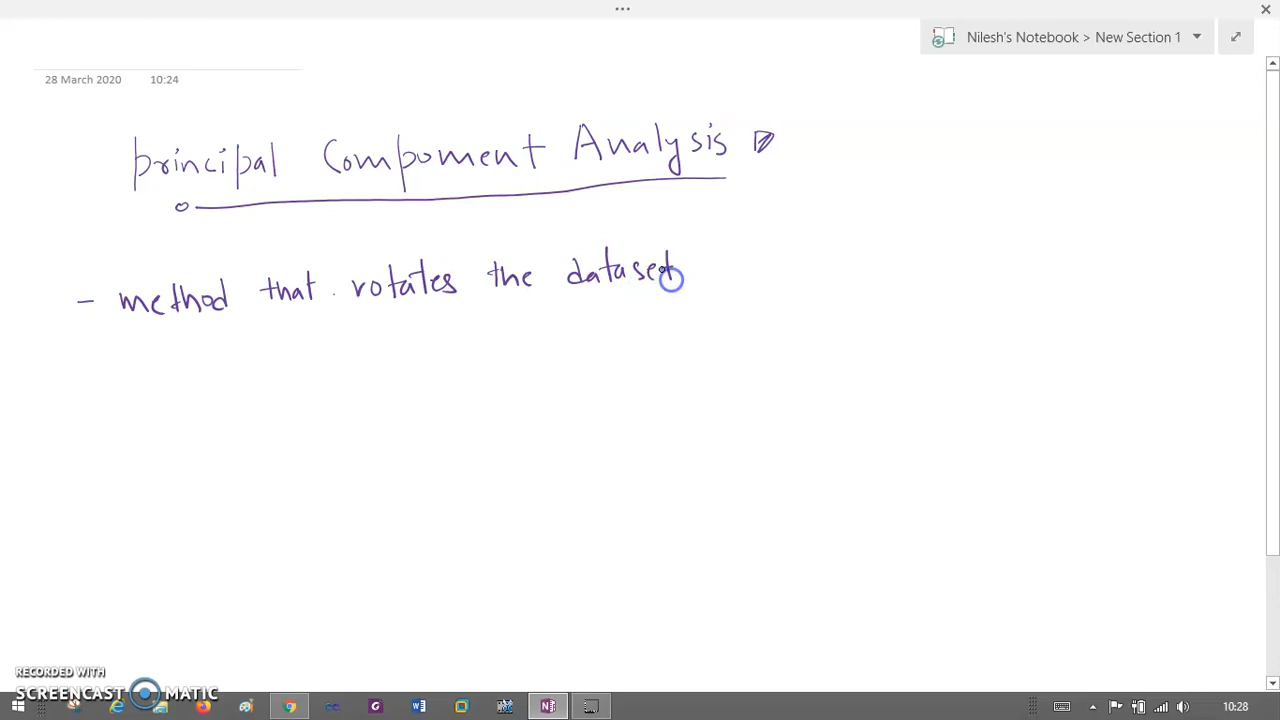 Nilesh's Notebook > New Section 1
28 March 2020 10:24
principal Compoment Analysis
- method that rotates the dataset
RECORDED WITH
SCREENCAST MATIC
10:28